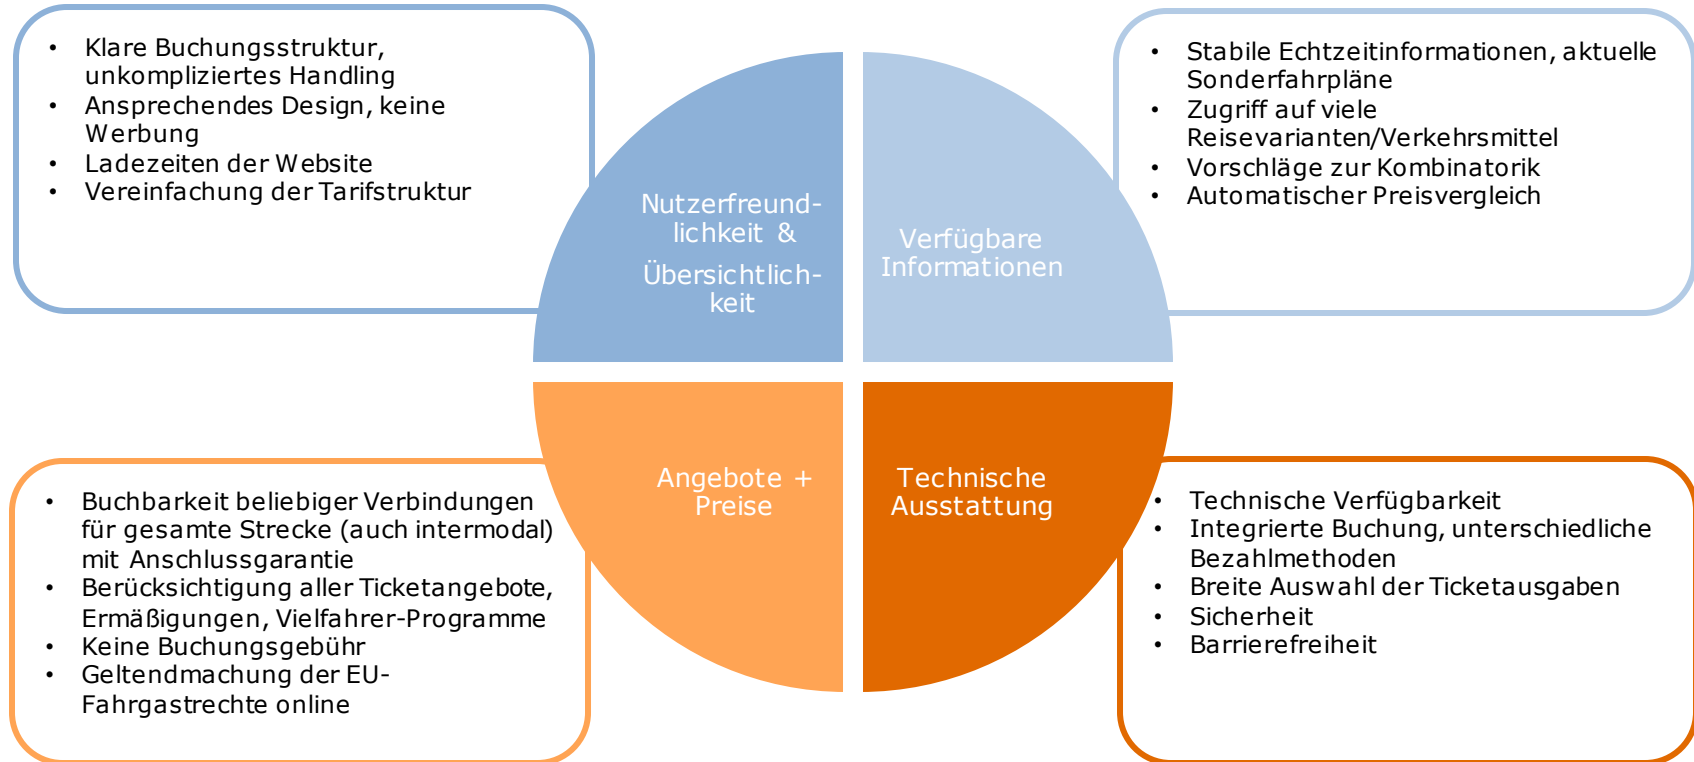 • Klare Buchungsstruktur,
unkompliziertes Handling
• Ansprechendes Design, keine
Werbung
• Ladezeiten der Website
• Vereinfachung der Tarifstruktur
• Stabile Echtzeitinformationen, aktuelle
Sonderfahrpläne
• Zugriff auf viele
Reisevarianten/Verkehrsmittel
• Vorschläge zur Kombinatorik
• Automatischer Preisvergleich
Nutzerfreund-
lichkeit &
Übersichtlich-
keit
Verfügbare
Informationen
Angebote +
Preise
Technische
Ausstattung
• Buchbarkeit beliebiger Verbindungen
für gesamte Strecke (auch intermodal)
mit Anschlussgarantie
• Berücksichtigung aller Ticketangebote,
Ermäßigungen, Vielfahrer-Programme
• Keine Buchungsgebühr
• Geltendmachung der EU-
Fahrgastrechte online
• Technische Verfügbarkeit
• Integrierte Buchung, unterschiedliche
Bezahlmethoden
• Breite Auswahl der Ticketausgaben
• Sicherheit
• Barrierefreiheit